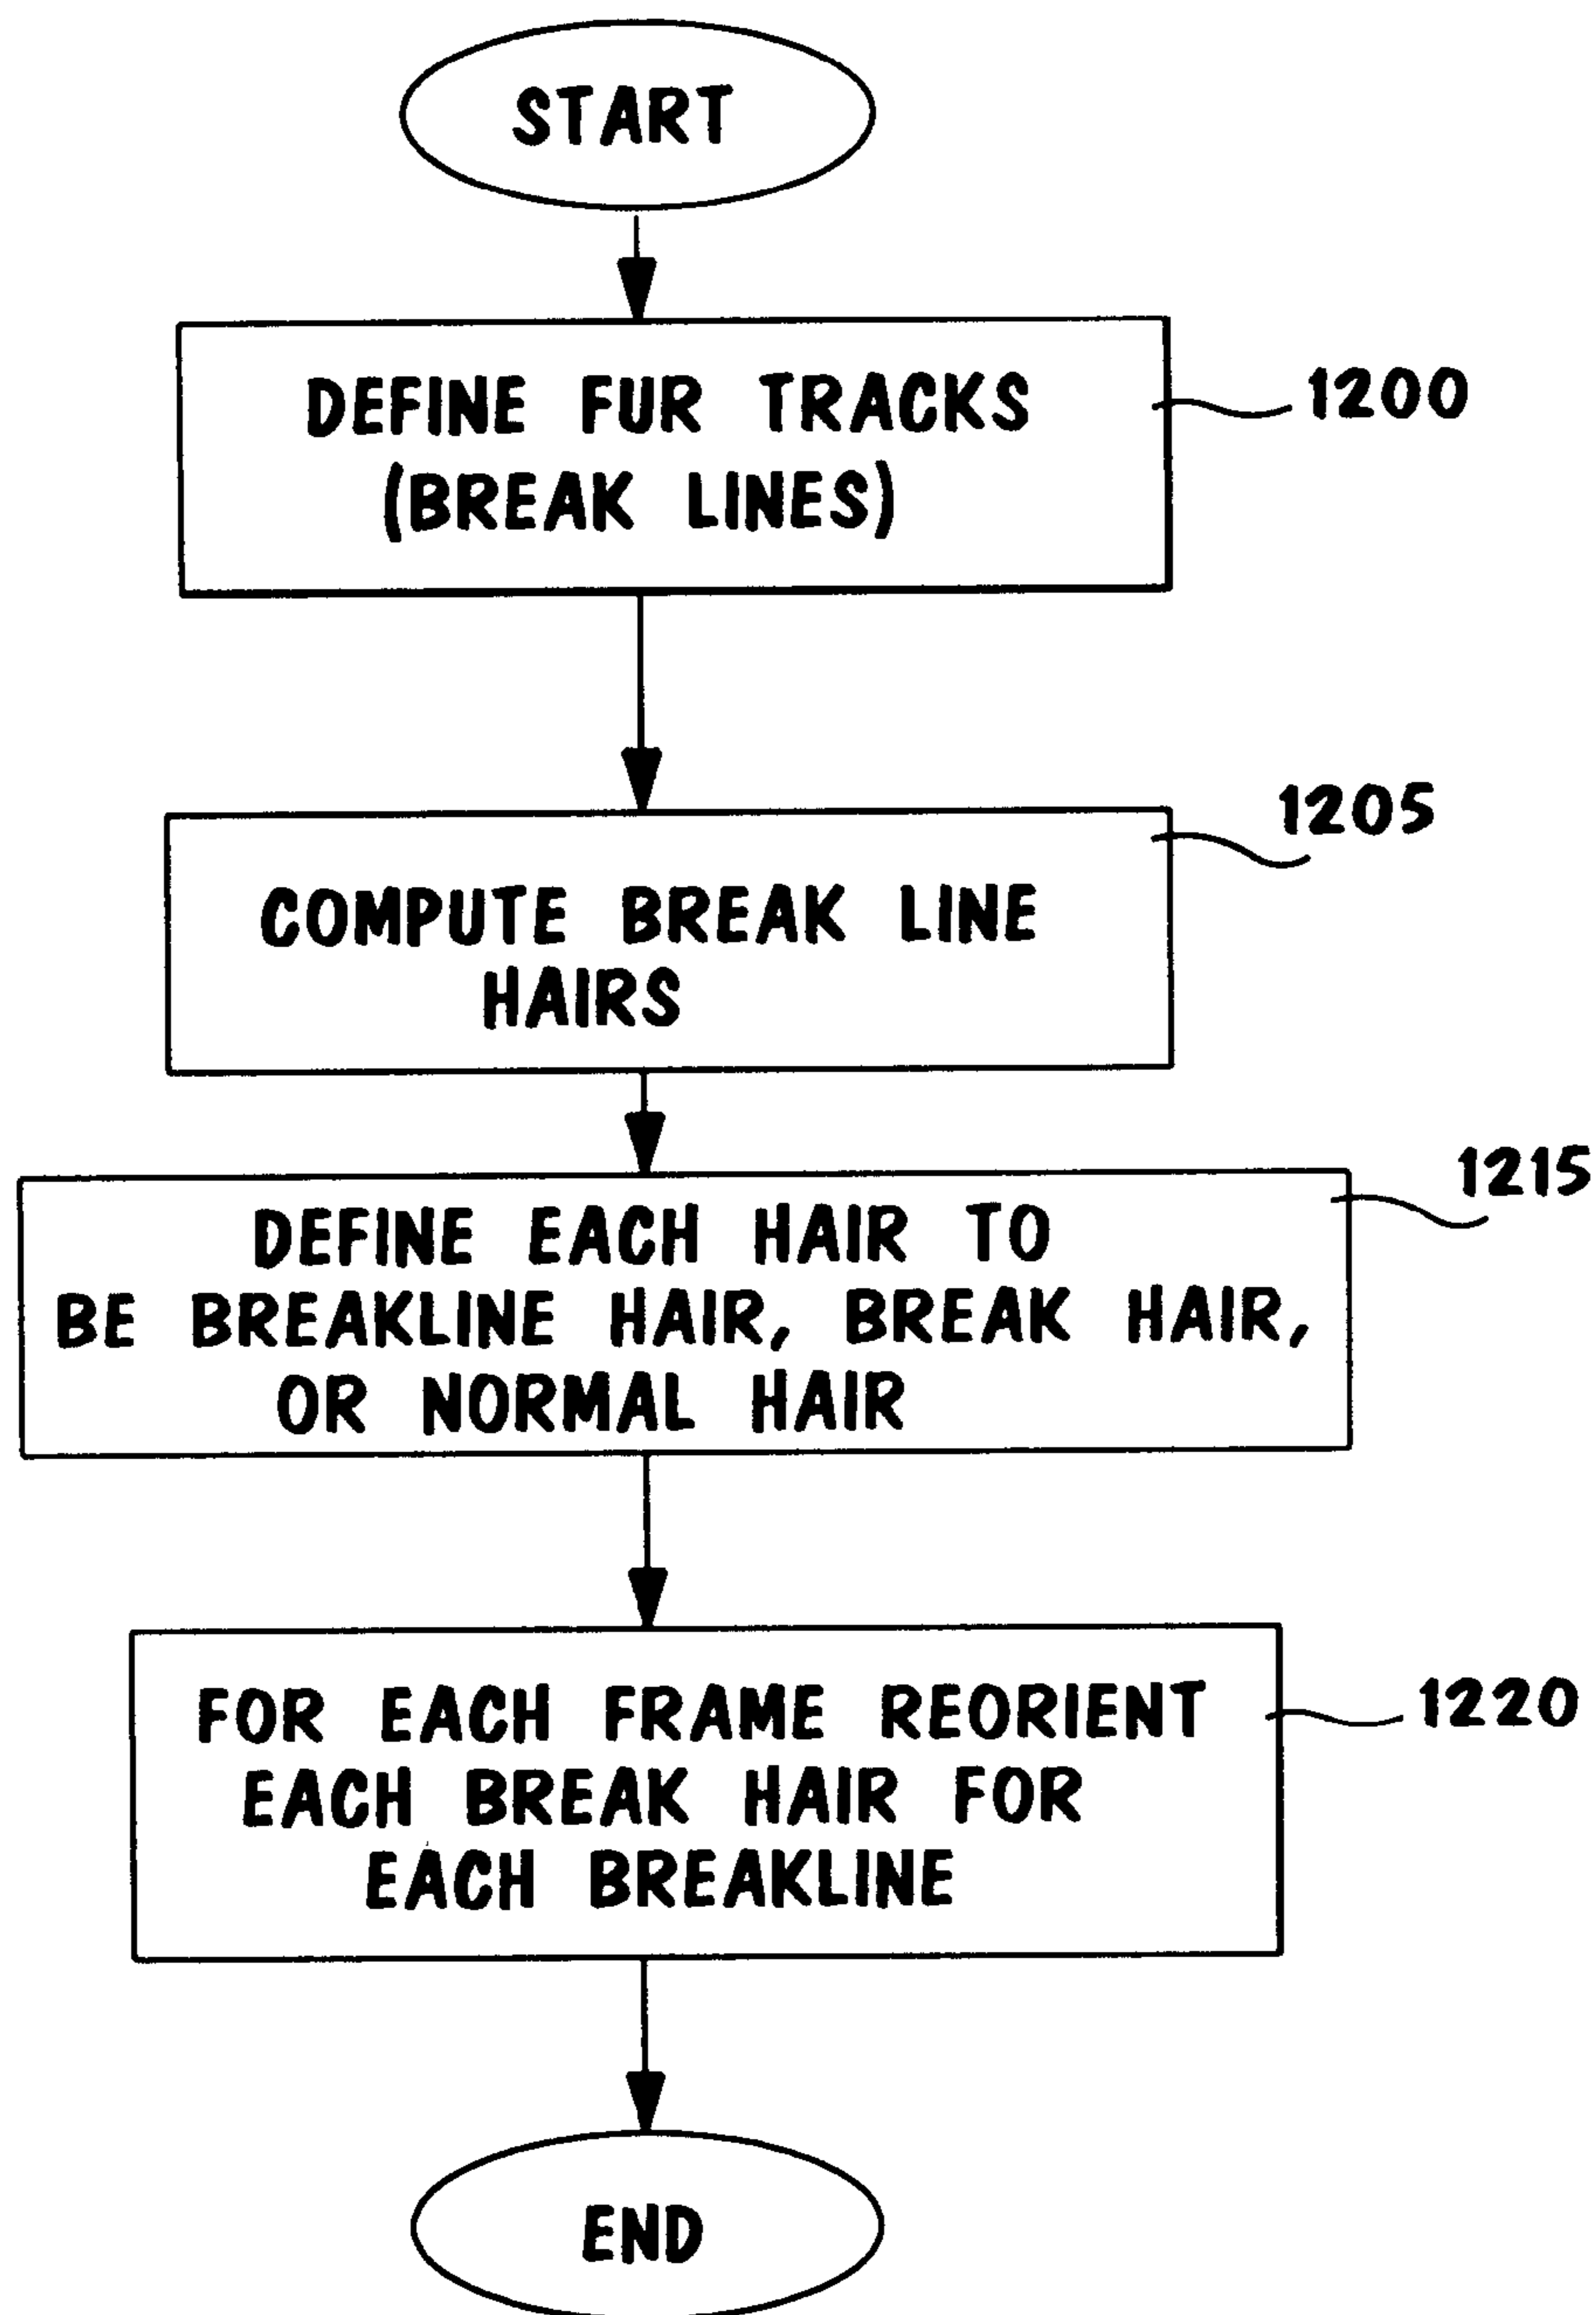 START
DEFINE FUR TRACKS
(BREAK LINES)
1200
1205
COMPUTE BREAK LINE
HAIRS
1215
DEFINE EACH HAIR TO
BE BREAKLINE HAIR, BREAK HAIR,
OR NORMAL HAIR
FOR EACH FRAME REORIENT
EACH BREAK HAIR FOR
EACH BREAKLINE
1220
END